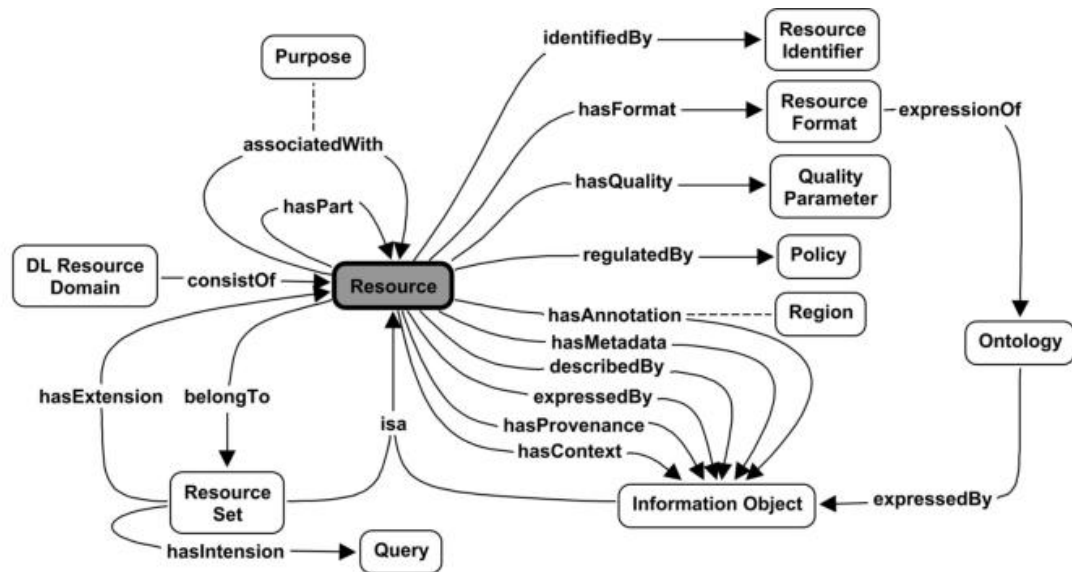 Purpose
identifiedBy
Resource
Identifier
hasFormat
Resource
Format
expressionOf
associatedWith
hasQuality
Quality
Parameter
hasPart
DL Resource
Domain
consistOf
Resource
regulatedBy
Policy
hasAnnotation
Region
hasMetadata
Ontology
describedBy
hasExtension
belongTo
expressedBy
isa
hasProvenance
hasContext
Resource
Set
Information Object
expressedBy
hasIntension
Query